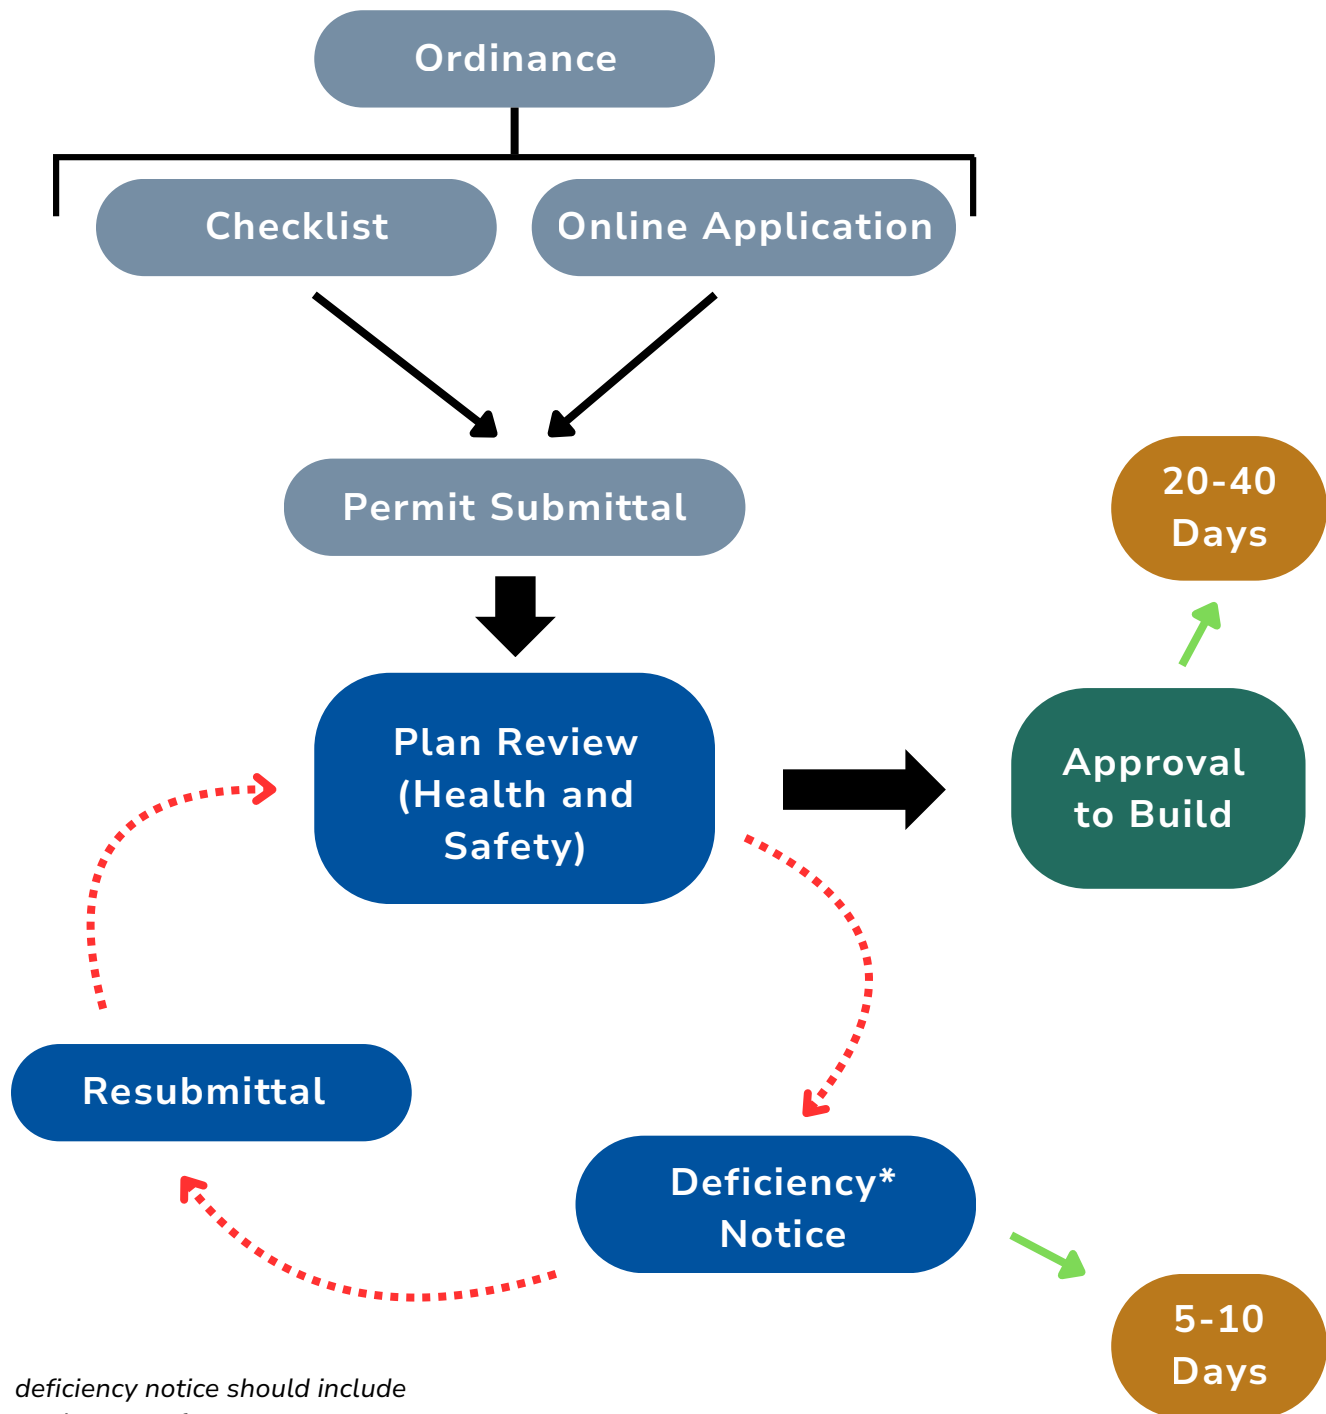 Ordinance
Checklist
Online Application
Permit Submittal
20-40
Days
Plan Review
(Health and
Safety)
Approval
to Build
Resubmittal
Deficiency*
Notice
5-10
Days
deficiency notice should include